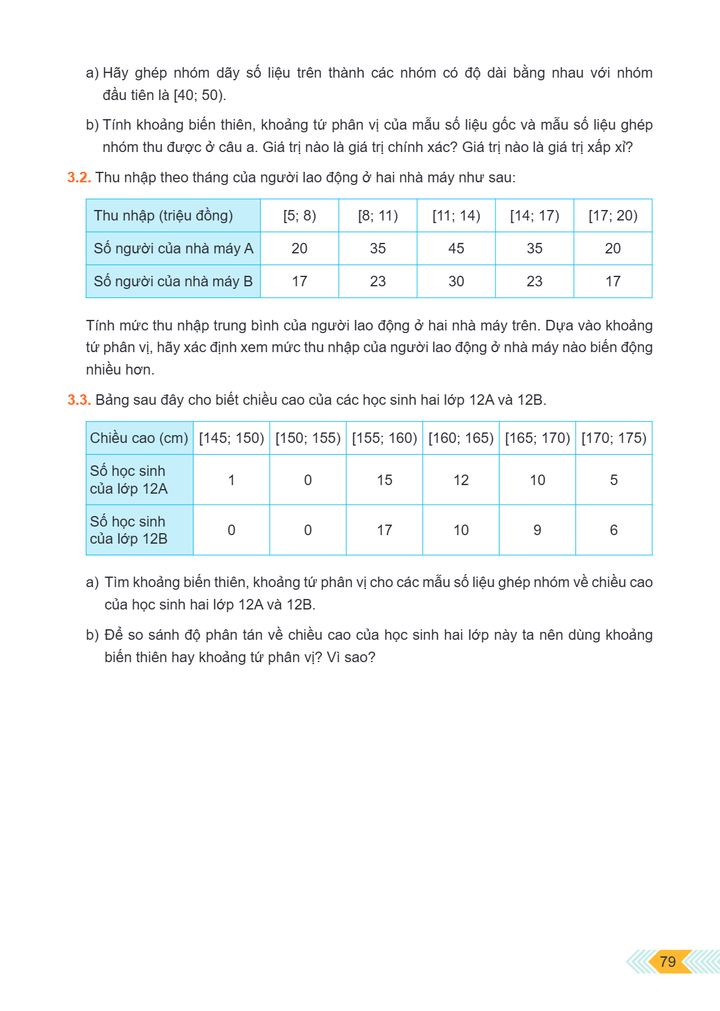 a) Hãy ghép nhóm dãy số liệu trên thành các nhóm có độ dài bằng nhau với nhóm
đầu tiên là [40; 50).
b) Tính khoảng biến thiên, khoảng tứ phân vị của mẫu số liệu gốc và mẫu số liệu ghép
nhóm thu được ở câu a. Giá trị nào là giá trị chính xác? Giá trị nào là giá trị xấp xỉ?
3.2. Thu nhập theo tháng của người lao động ở hai nhà máy như sau:
Thu nhập (triệu đồng) [5; 8) [8; 11) [11; 14) [14; 17) [17; 20)
Số người của nhà máy A 20 35 45 35 20
Số người của nhà máy B 17 23 30 23 17
Tính mức thu nhập trung bình của người lao động ở hai nhà máy trên. Dựa vào khoảng
tứ phân vị, hãy xác định xem mức thu nhập của người lao động ở nhà máy nào biến động
nhiều hơn.
3.3. Bảng sau đây cho biết chiều cao của các học sinh hai lớp 12A và 12B.
Chiều cao (cm) [145; 150) [150; 155) [155; 160) [160; 165) [165; 170) [170; 175)
Số học sinh
của lớp 12A 1 0 15 12 10 5
Số học sinh
của lớp 12B 0 0 17 10 9 6
a) Tìm khoảng biến thiên, khoảng tứ phân vị cho các mẫu số liệu ghép nhóm về chiều cao
của học sinh hai lớp 12A và 12B.
b) Để so sánh độ phân tán về chiều cao của học sinh hai lớp này ta nên dùng khoảng
biến thiên hay khoảng tứ phân vị? Vì sao?
79